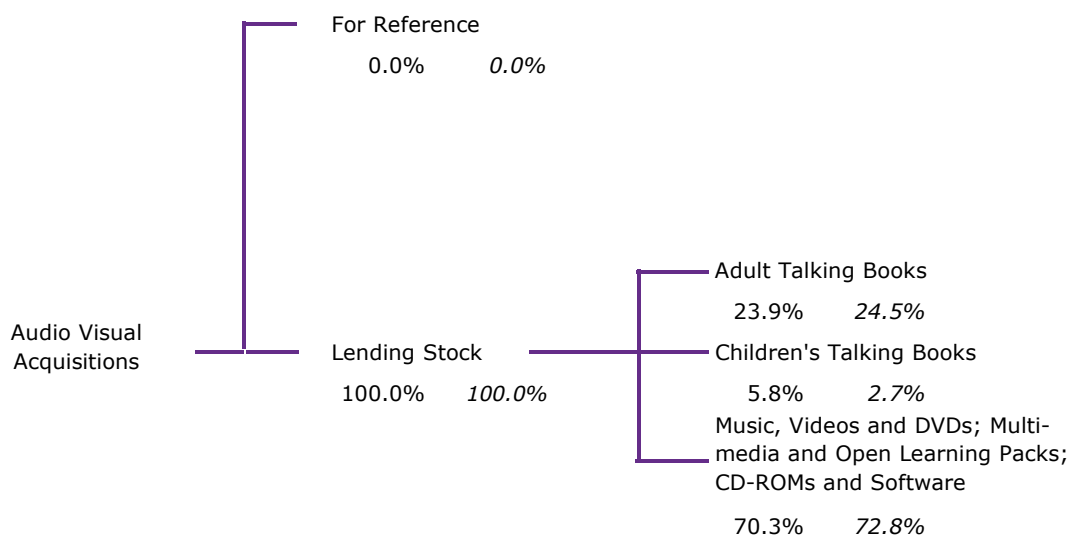 For Reference
0.0% 0.0%
Audio Visual
Acquisitions
Lending Stock
100.0% 100.0%
Adult Talking Books
23.9% 24.5%
Children's Talking Books
5.8% 2.7%
Music, Videos and DVDs; Multi-
media and Open Learning Packs;
CD-ROMs and Software
70.3% 72.8%